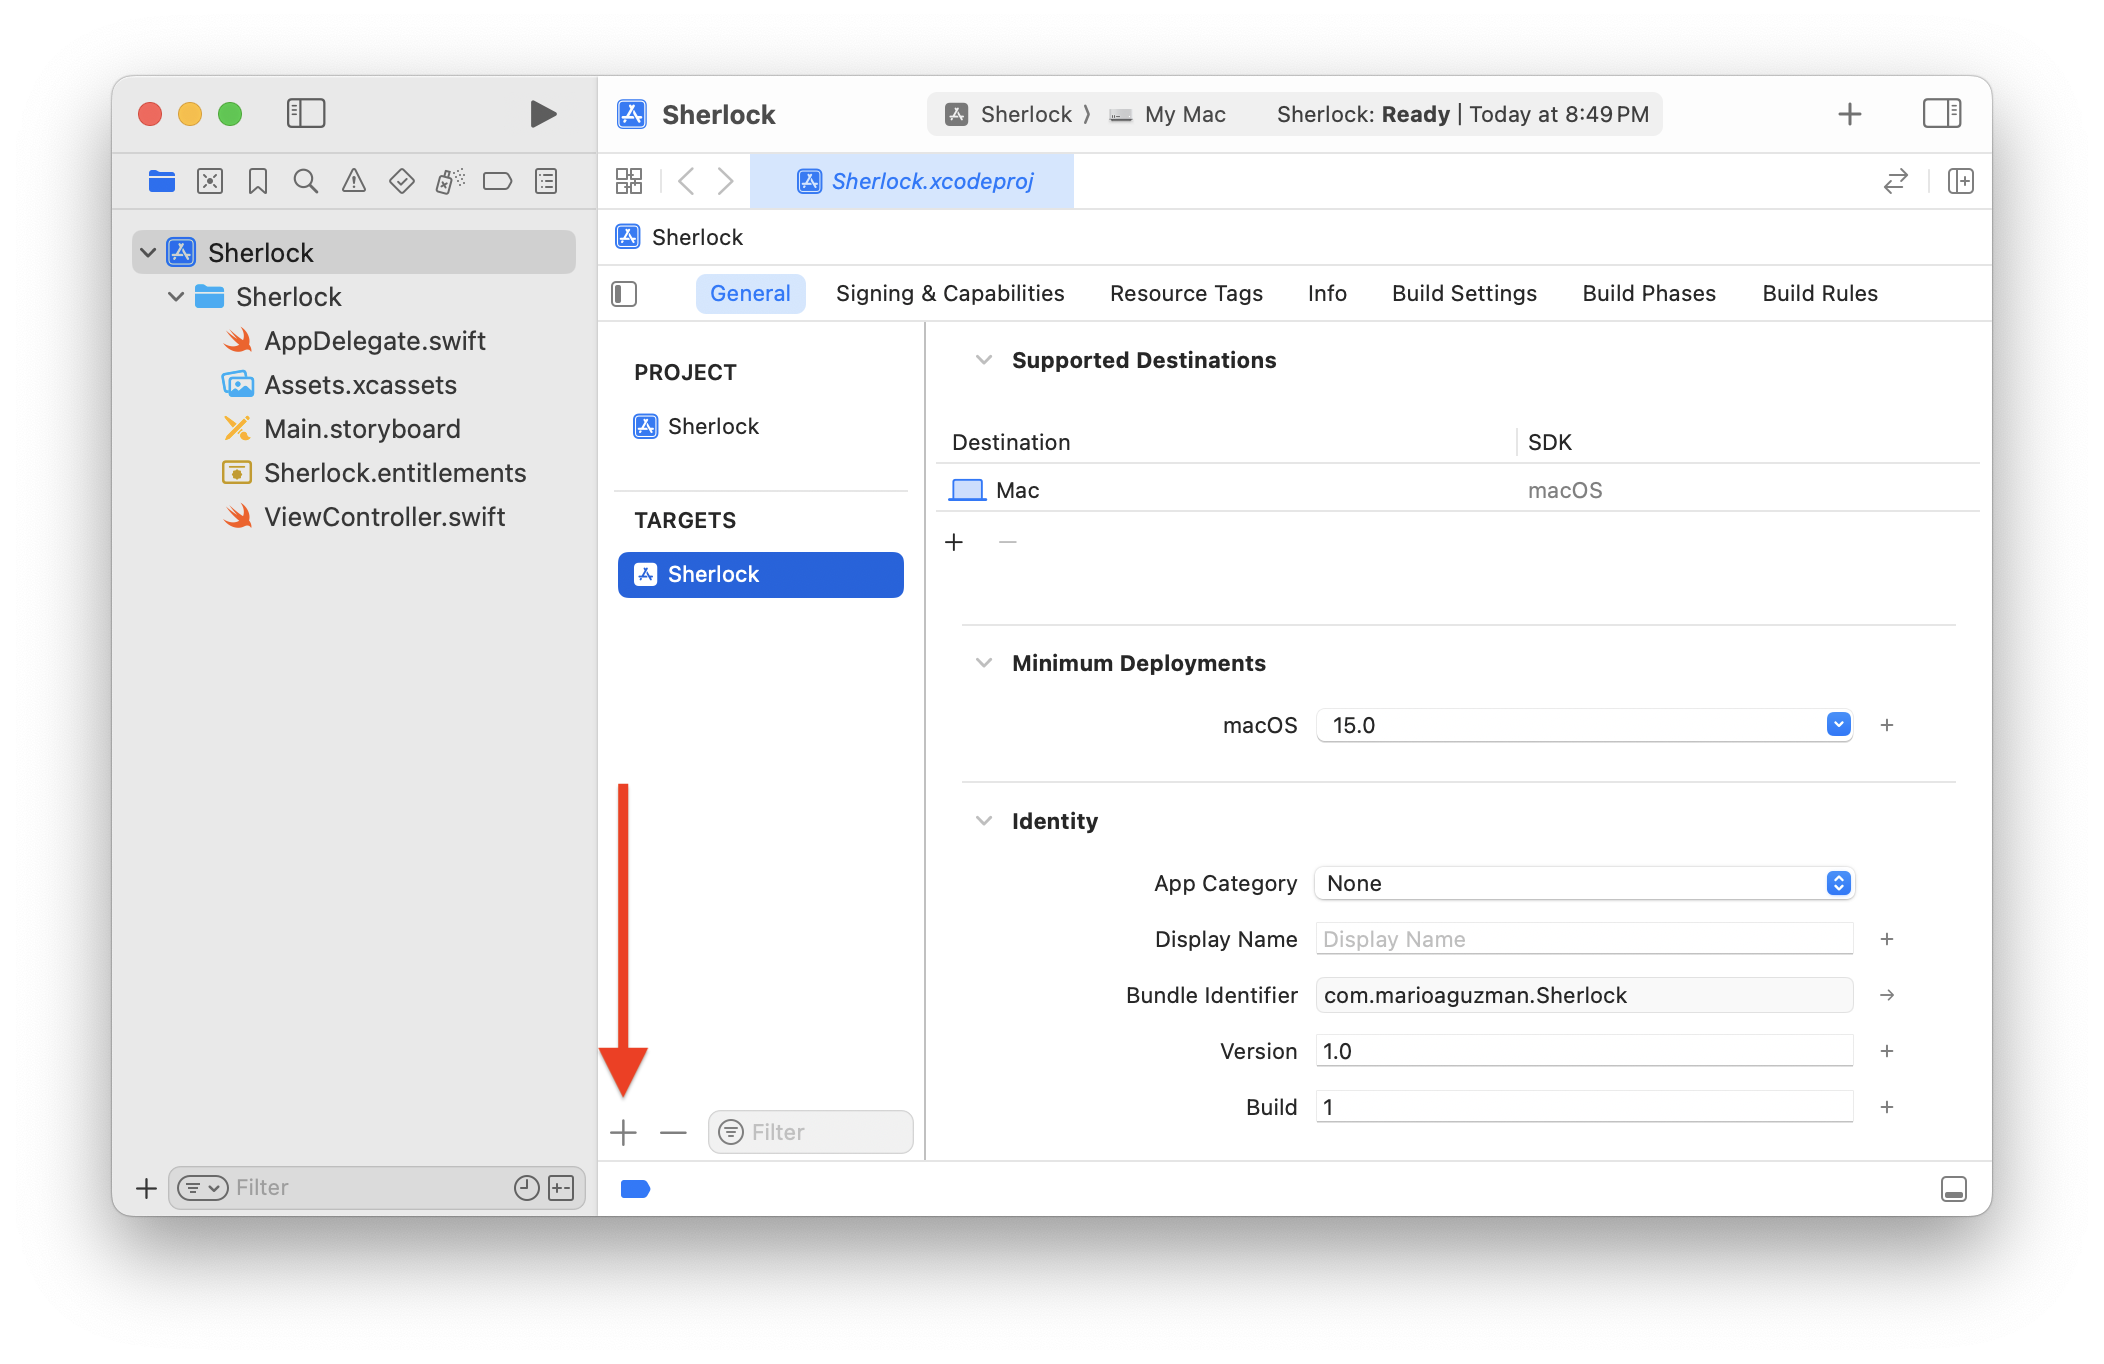 Sherlock
Sherlock ⟩ My Mac
Sherlock: Ready | Today at 8:49 PM
Sherlock.xcodeproj
Sherlock
Sherlock
Sherlock
AppDelegate.swift
Assets.xcassets
Main.storyboard
Sherlock.entitlements
ViewController.swift
Filter
General
Signing & Capabilities
Resource Tags
Info
Build Settings
Build Phases
Build Rules
PROJECT
Sherlock
TARGETS
Sherlock
Filter
Supported Destinations
Destination
SDK
Mac
macOS
Minimum Deployments
macOS
15.0
Identity
App Category
None
Display Name
Display Name
Bundle Identifier
com.marioaguzman.Sherlock
Version
1.0
Build
1